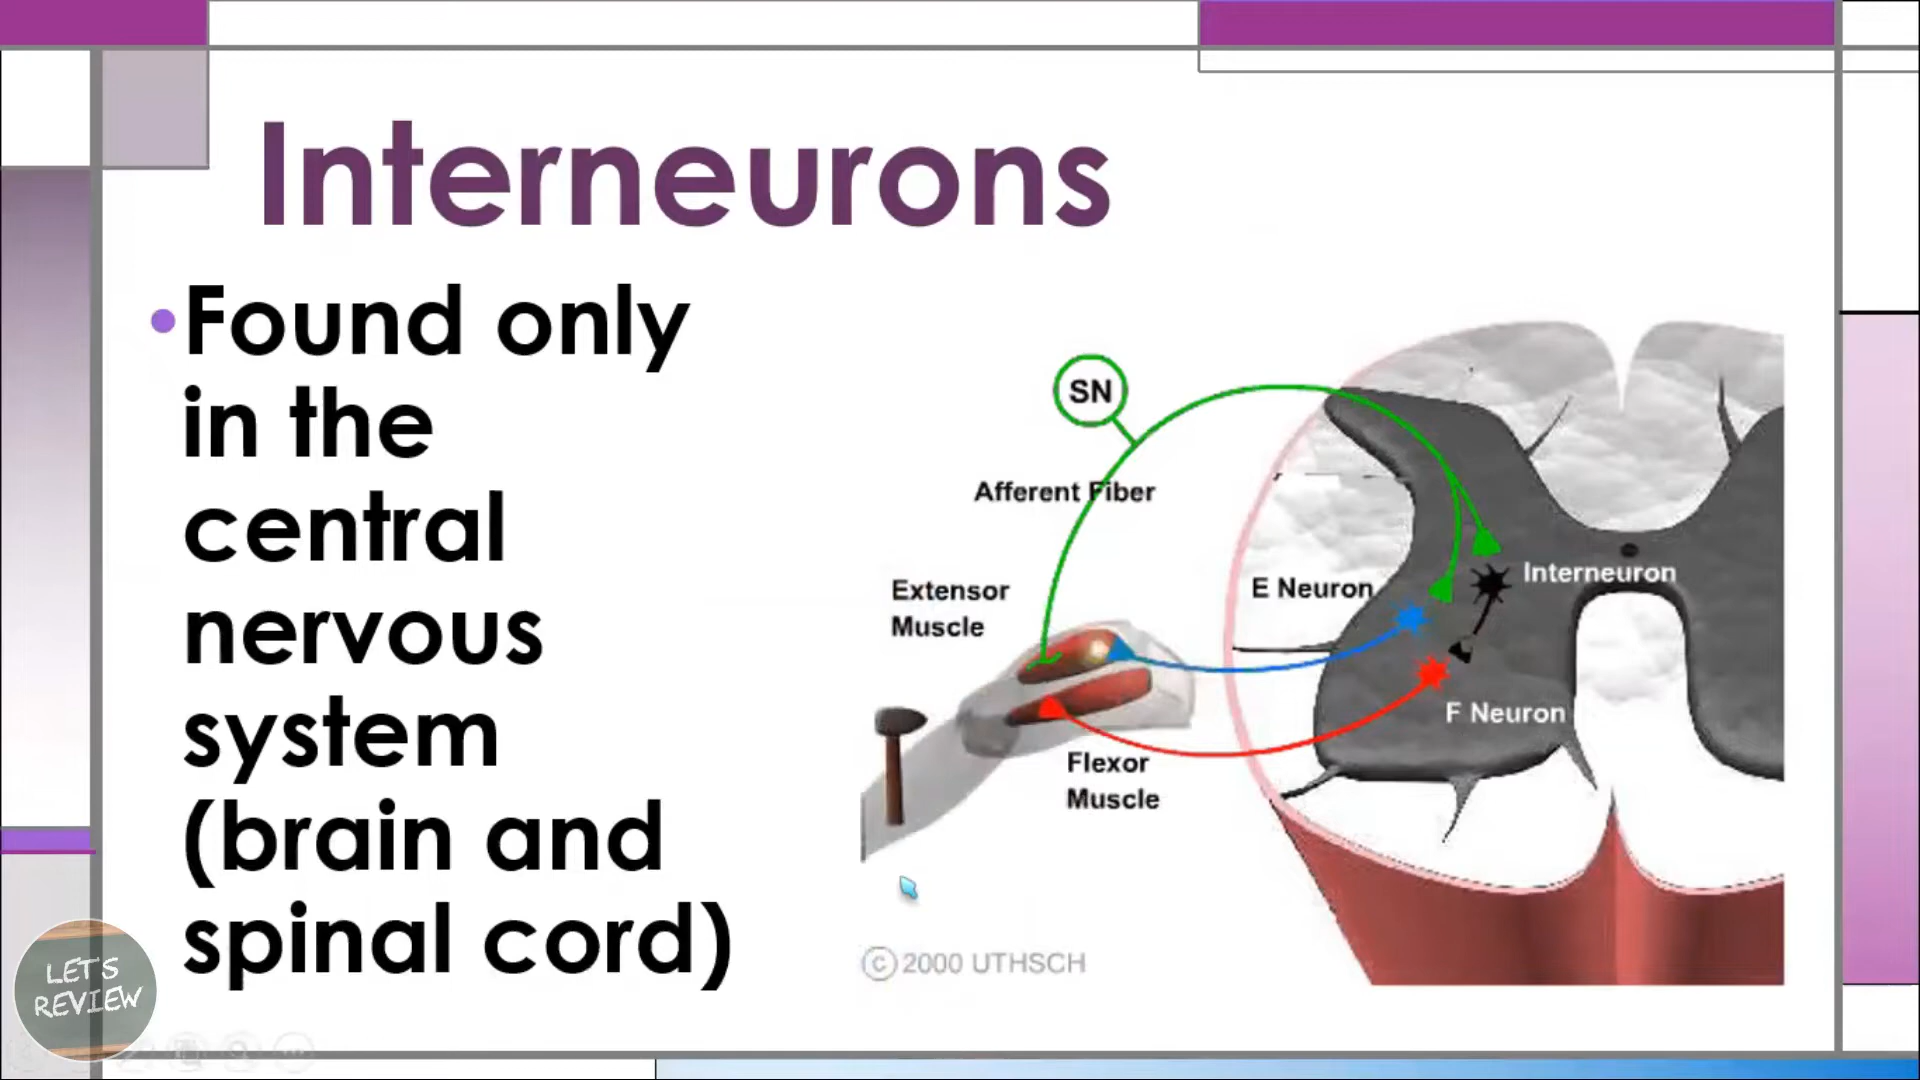 Interneurons
•Found only
in the
central
nervous
system
(brain and
spinal cord)
SN
Afferent Fiber
Extensor
Muscle
E Neuron
Interneuron
F Neuron
Flexor
Muscle
© 2000 UTHSCH
LET'S
REVIEW